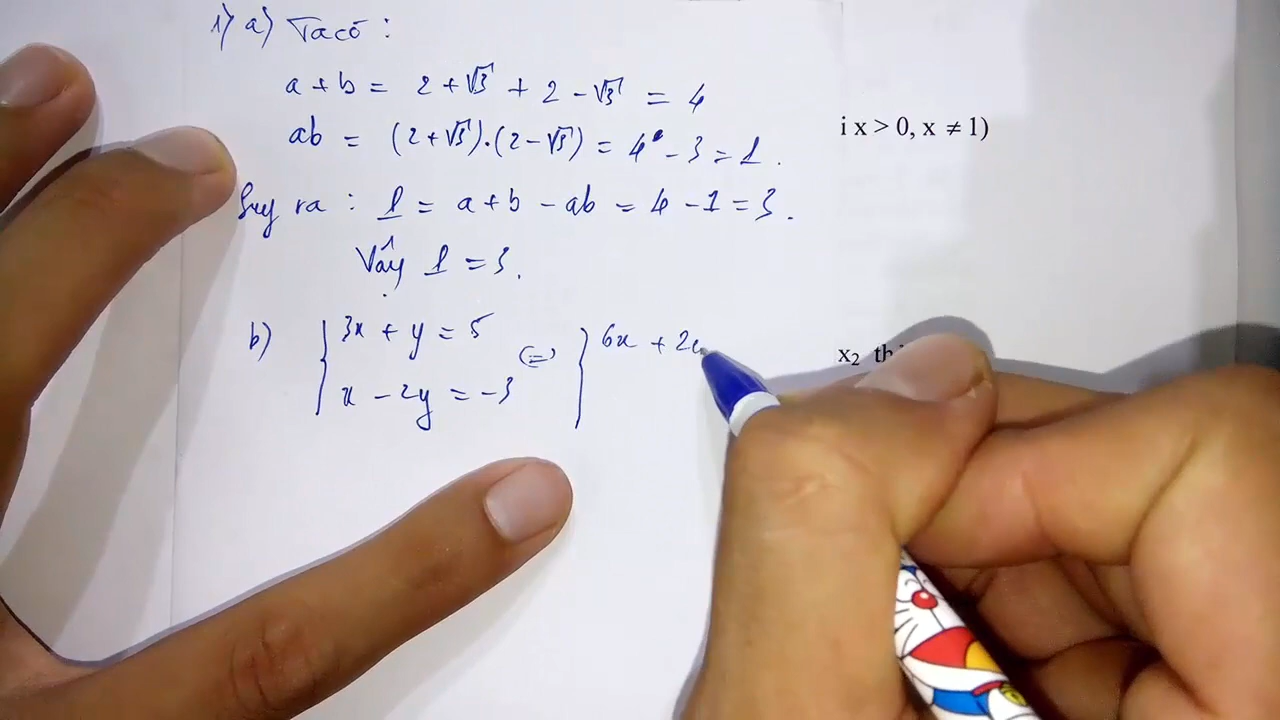 1) a) Ta có :
a + b = 2 + √3 + 2 - √3 = 4
ab = (2 + √3).(2 - √3) = 4 - 3 = 1.
i x > 0, x ≠ 1)
Suy ra : P = a + b - ab = 4 - 1 = 3.
Vậy P = 3.
b) { 3x + y = 5 (=) { 6x + 2
x₂ th
x - 2y = -3